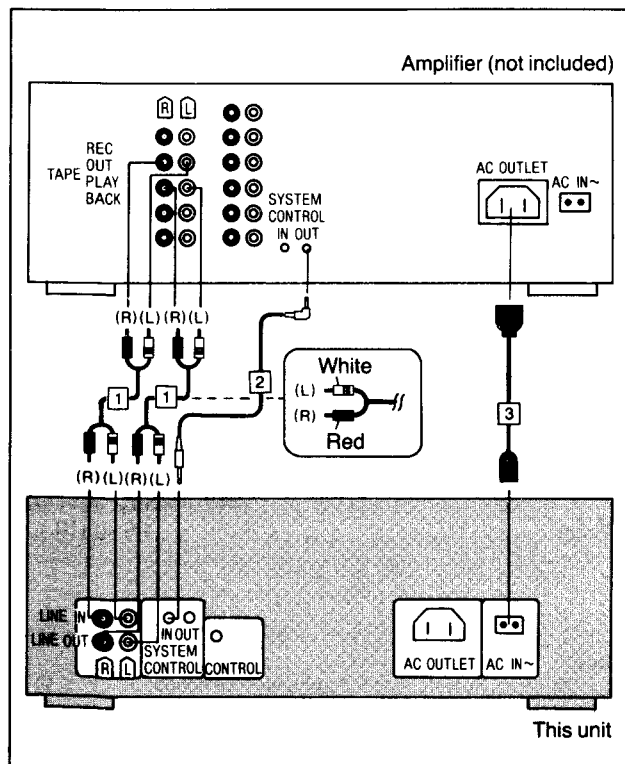 Amplifier (not included)
R L
REC
OUT
TAPE PLAY
BACK
SYSTEM
CONTROL
IN OUT
AC OUTLET
AC IN~
(R) (L) (R) (L)
1 1 2
White
(L)
(R)
Red
3
(R) (L) (R) (L)
LINE IN
LINE OUT
R L
IN OUT
SYSTEM
CONTROL
CONTROL
AC OUTLET
AC IN~
This unit